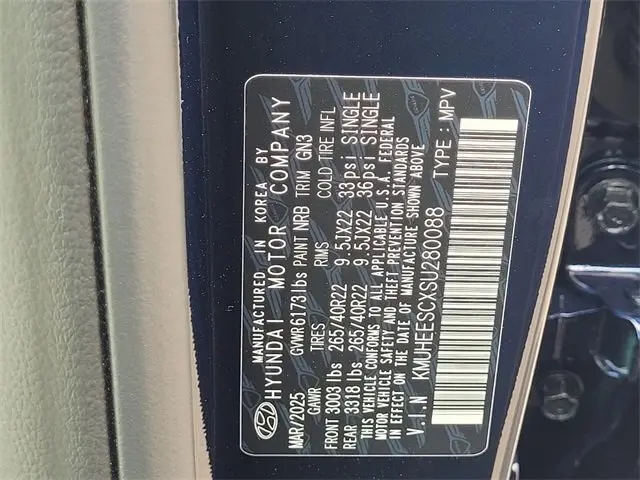 MANUFACTURED IN KOREA BY
HYUNDAI MOTOR COMPANY
MAR/2025 GVWR 6173lbs PAINT NRB TRIM GN3
GAWR TIRES RIMS COLD TIRE INFL
FRONT 3003 lbs 265/40R22 9.5JX22 33psi SINGLE
REAR 3318 lbs 265/40R22 9.5JX22 36psi SINGLE
THIS VEHICLE CONFORMS TO ALL APPLICABLE U.S.A. FEDERAL
MOTOR VEHICLE SAFETY AND THEFT PREVENTION STANDARDS
IN EFFECT ON THE DATE OF MANUFACTURE SHOWN ABOVE
V.I.N KMUHEESCXSU280088 TYPE : MPV